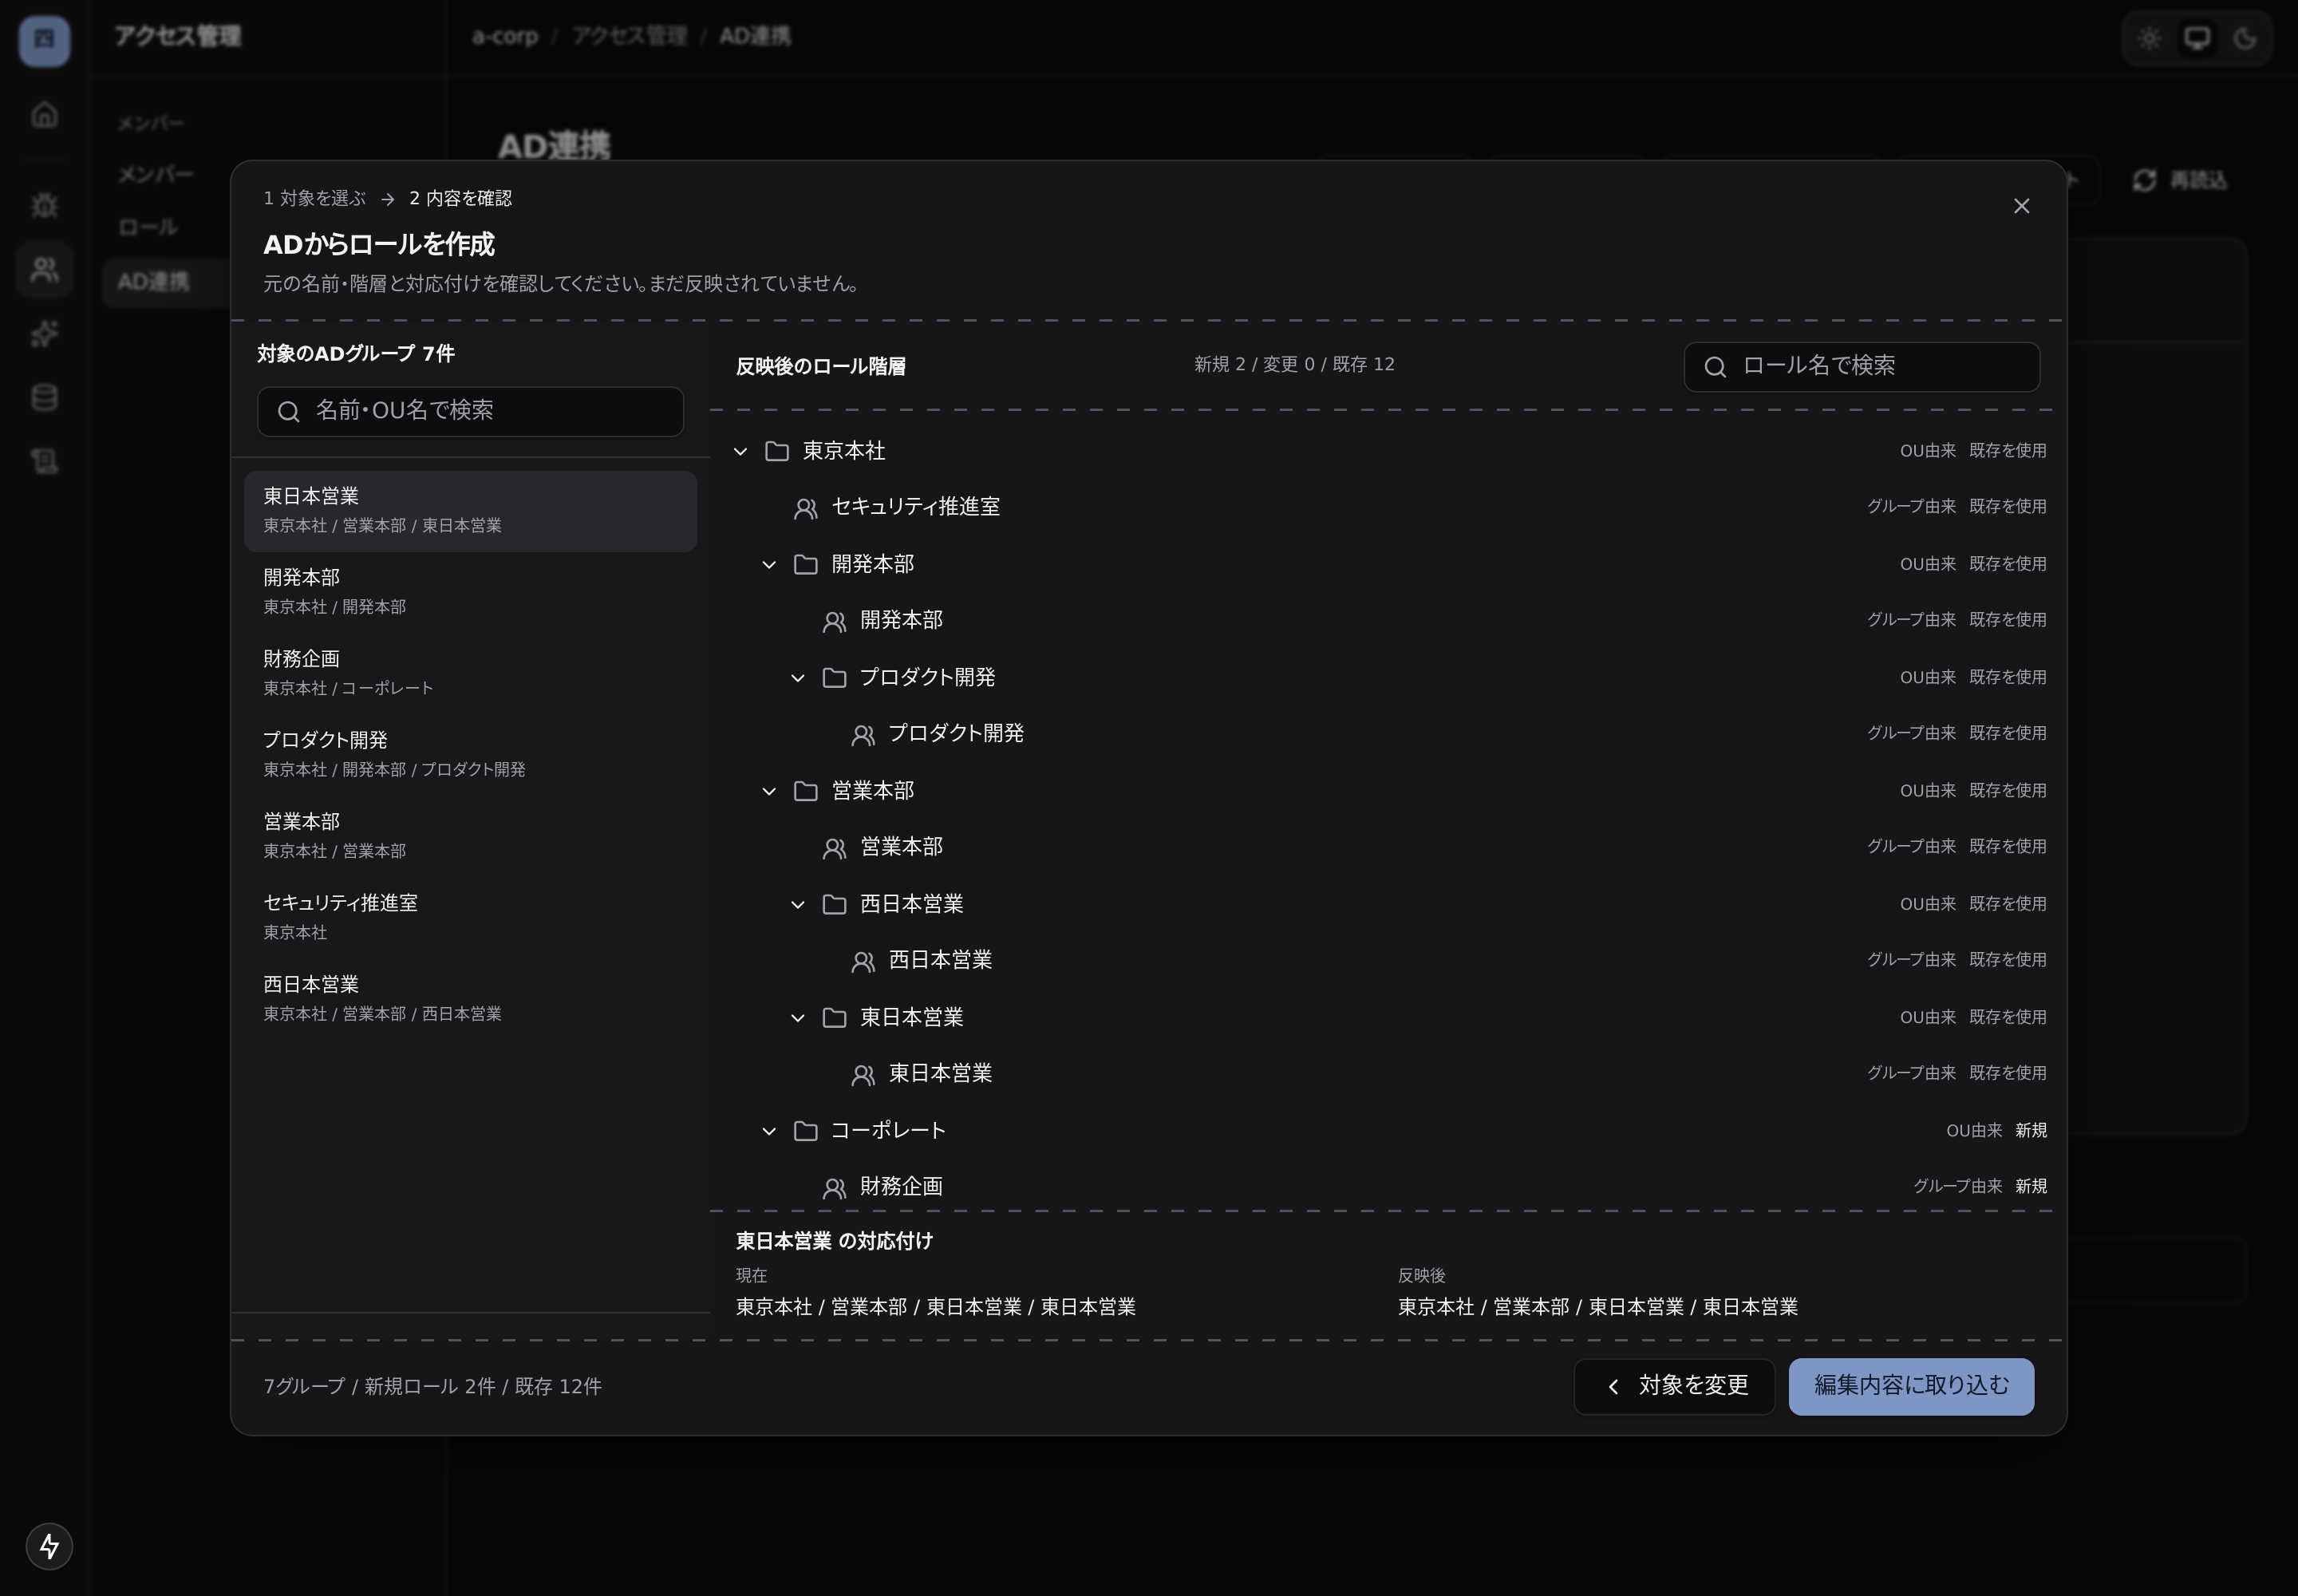 アクセス管理
a-corp / アクセス管理 / AD連携
メンバー
メンバー
ロール
AD連携
AD連携
再読込
1 対象を選ぶ → 2 内容を確認
ADからロールを作成
元の名前・階層と対応付けを確認してください。まだ反映されていません。
対象のADグループ 7件
名前・OU名で検索
東日本営業
東京本社 / 営業本部 / 東日本営業
開発本部
東京本社 / 開発本部
財務企画
東京本社 / コーポレート
プロダクト開発
東京本社 / 開発本部 / プロダクト開発
営業本部
東京本社 / 営業本部
セキュリティ推進室
東京本社
西日本営業
東京本社 / 営業本部 / 西日本営業
反映後のロール階層 新規 2 / 変更 0 / 既存 12 ロール名で検索
東京本社 OU由来 既存を使用
セキュリティ推進室 グループ由来 既存を使用
開発本部 OU由来 既存を使用
開発本部 グループ由来 既存を使用
プロダクト開発 OU由来 既存を使用
プロダクト開発 グループ由来 既存を使用
営業本部 OU由来 既存を使用
営業本部 グループ由来 既存を使用
西日本営業 OU由来 既存を使用
西日本営業 グループ由来 既存を使用
東日本営業 OU由来 既存を使用
東日本営業 グループ由来 既存を使用
コーポレート OU由来 新規
財務企画 グループ由来 新規
東日本営業 の対応付け
現在
東京本社 / 営業本部 / 東日本営業 / 東日本営業
反映後
東京本社 / 営業本部 / 東日本営業 / 東日本営業
7グループ / 新規ロール 2件 / 既存 12件
対象を変更
編集内容に取り込む